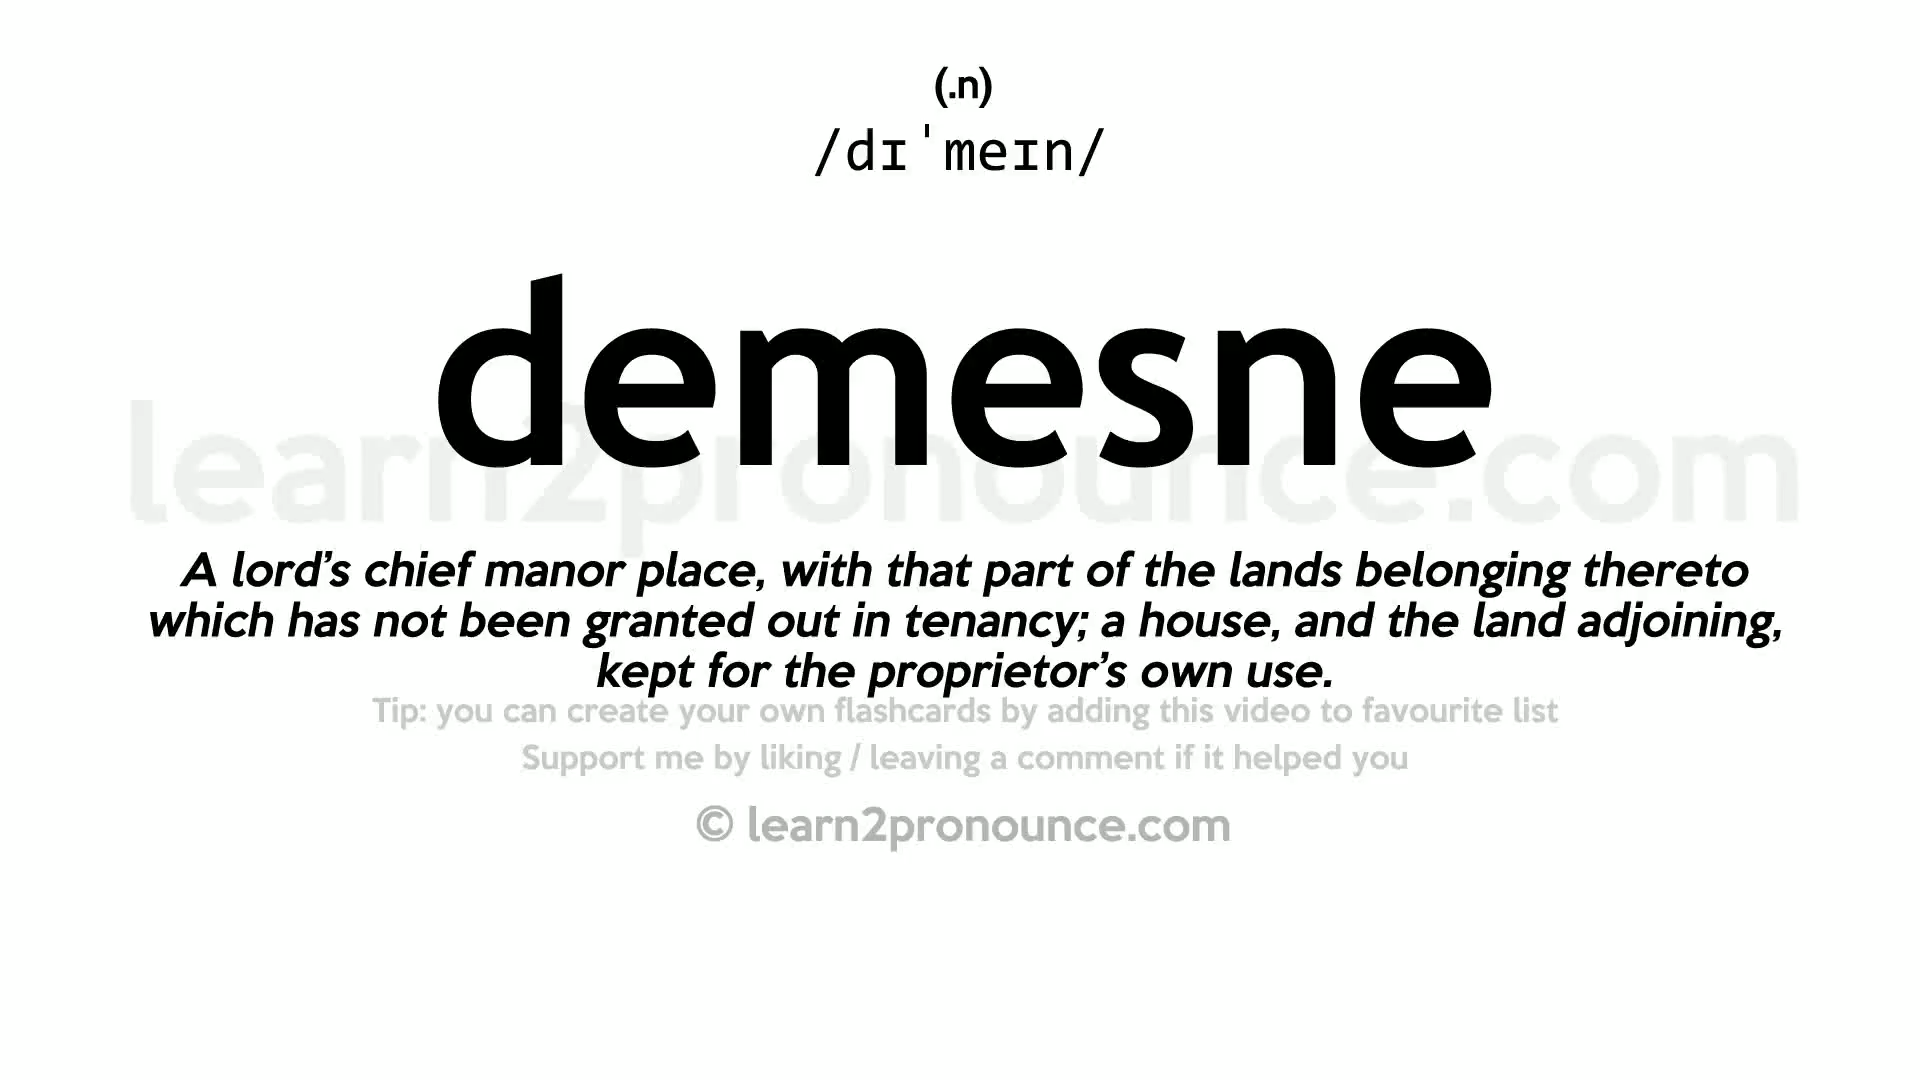 (.n)
/dɪˈmeɪn/
demesne
learn2pronounce.com
A lord’s chief manor place, with that part of the lands belonging thereto
which has not been granted out in tenancy; a house, and the land adjoining,
kept for the proprietor’s own use.
Tip: you can create your own flashcards by adding this video to favourite list
Support me by liking / leaving a comment if it helped you
© learn2pronounce.com